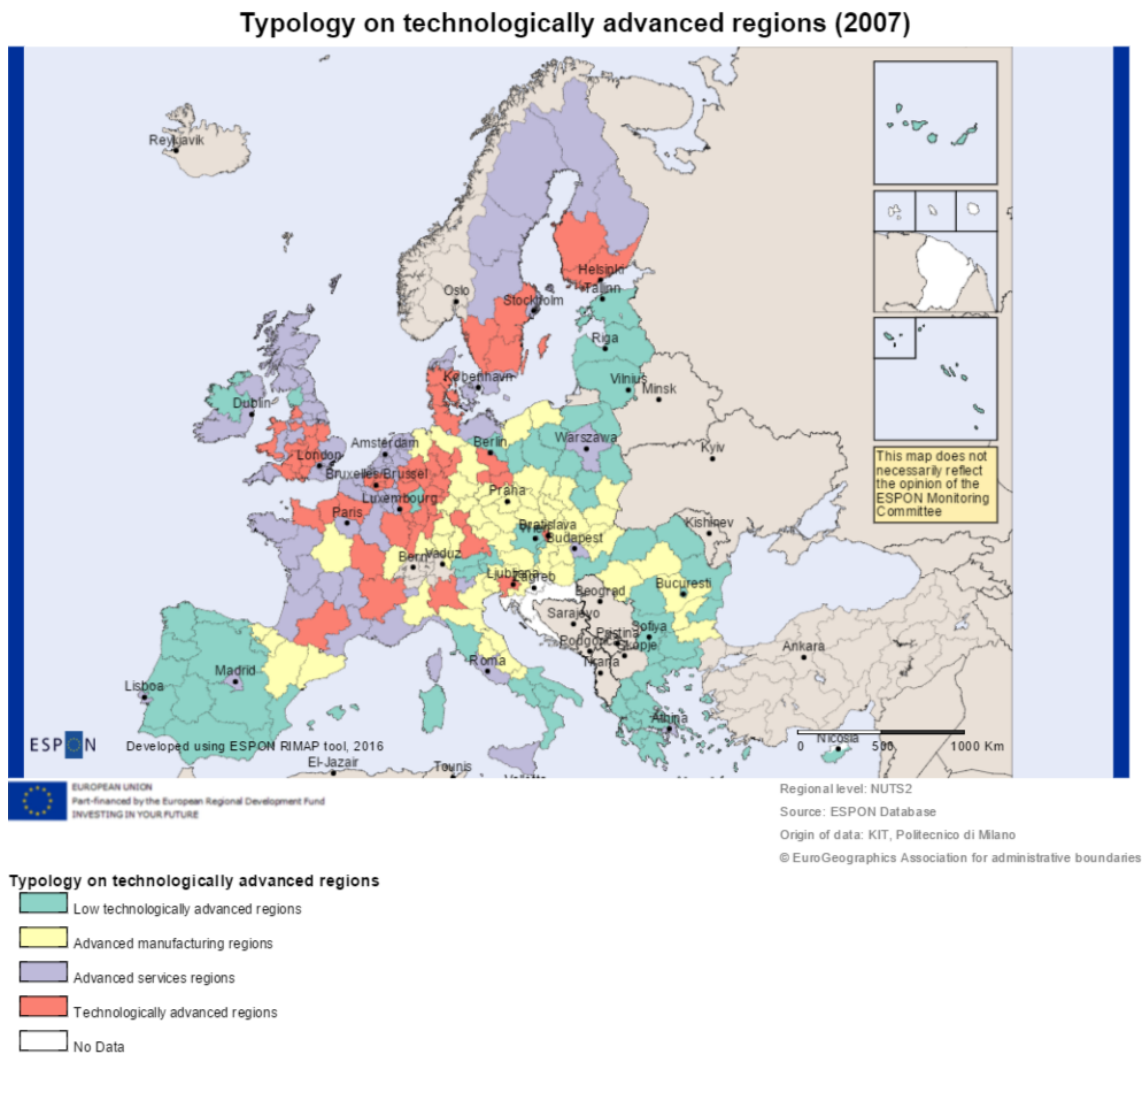 Typology on technologically advanced regions (2007)
Reykjavik
Oslo
Helsinki
Tallinn
Stockholm
Riga
København
Vilnius
Minsk
Dublin
Amsterdam
Berlin
Warszawa
London
Bruxelles/Brussel
Kyiv
Luxembourg
Praha
Paris
Bratislava
Kishinev
Budapest
Bern
Vaduz
Ljubljana
Zagreb
Beograd
Bucuresti
Sarajevo
Pristina
Sofiya
Podgorica
Skopje
Tirana
Ankara
Roma
Madrid
Lisboa
Athina
Nicosia
El-Jazair
Tounis
This map does not
necessarily reflect
the opinion of the
ESPON Monitoring
Committee
0 500 1000 Km
ESPON
Developed using ESPON RIMAP tool, 2016
EUROPEAN UNION
Part-financed by the European Regional Development Fund
INVESTING IN YOUR FUTURE
Regional level: NUTS2
Source: ESPON Database
Origin of data: KIT, Politecnico di Milano
© EuroGeographics Association for administrative boundaries
Typology on technologically advanced regions
Low technologically advanced regions
Advanced manufacturing regions
Advanced services regions
Technologically advanced regions
No Data